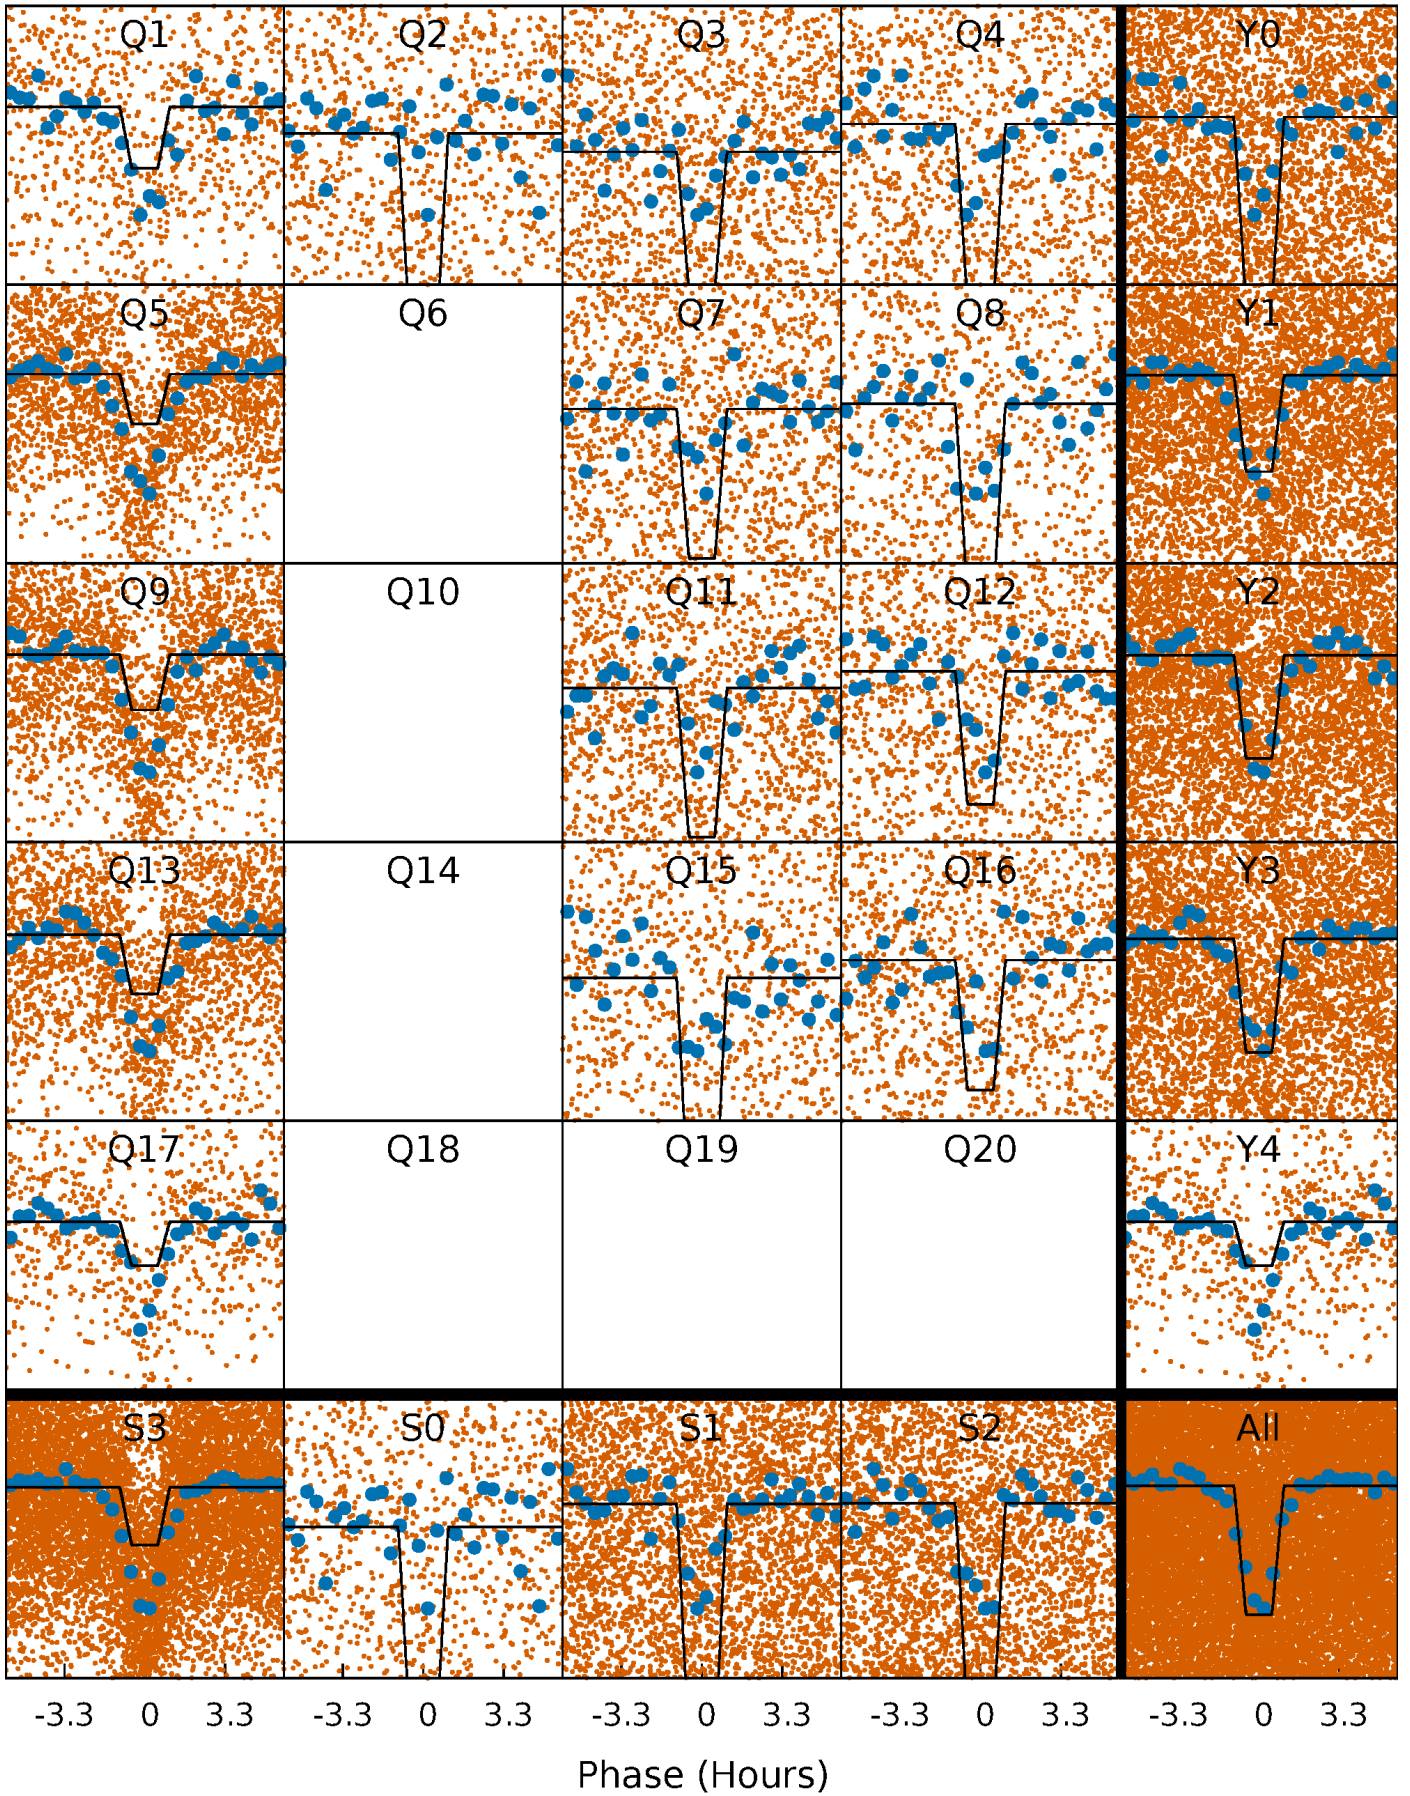 Q1 Q2 Q3 Q4 Y0
Q5 Q6 Q7 Q8 Y1
Q9 Q10 Q11 Q12 Y2
Q13 Q14 Q15 Q16 Y3
Q17 Q18 Q19 Q20 Y4
S3 S0 S1 S2 All
-3.3 0 3.3 -3.3 0 3.3 -3.3 0 3.3 -3.3 0 3.3 -3.3 0 3.3
Phase (Hours)